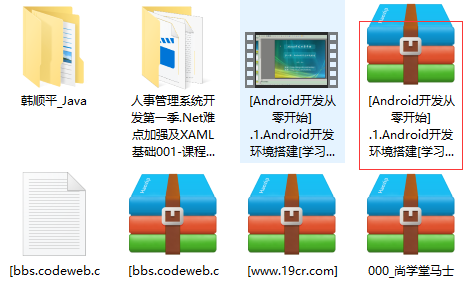 韩顺平_Java
人事管理系统开
发第一季.Net难
点加强及XAML
基础001-课程...
[Android开发从
零开始]
.1.Android开发
环境搭建[学习...
[Android开发从
零开始]
.1.Android开发
环境搭建[学习...
[bbs.codeweb.c
[bbs.codeweb.c
[www.19cr.com]
000_尚学堂马士